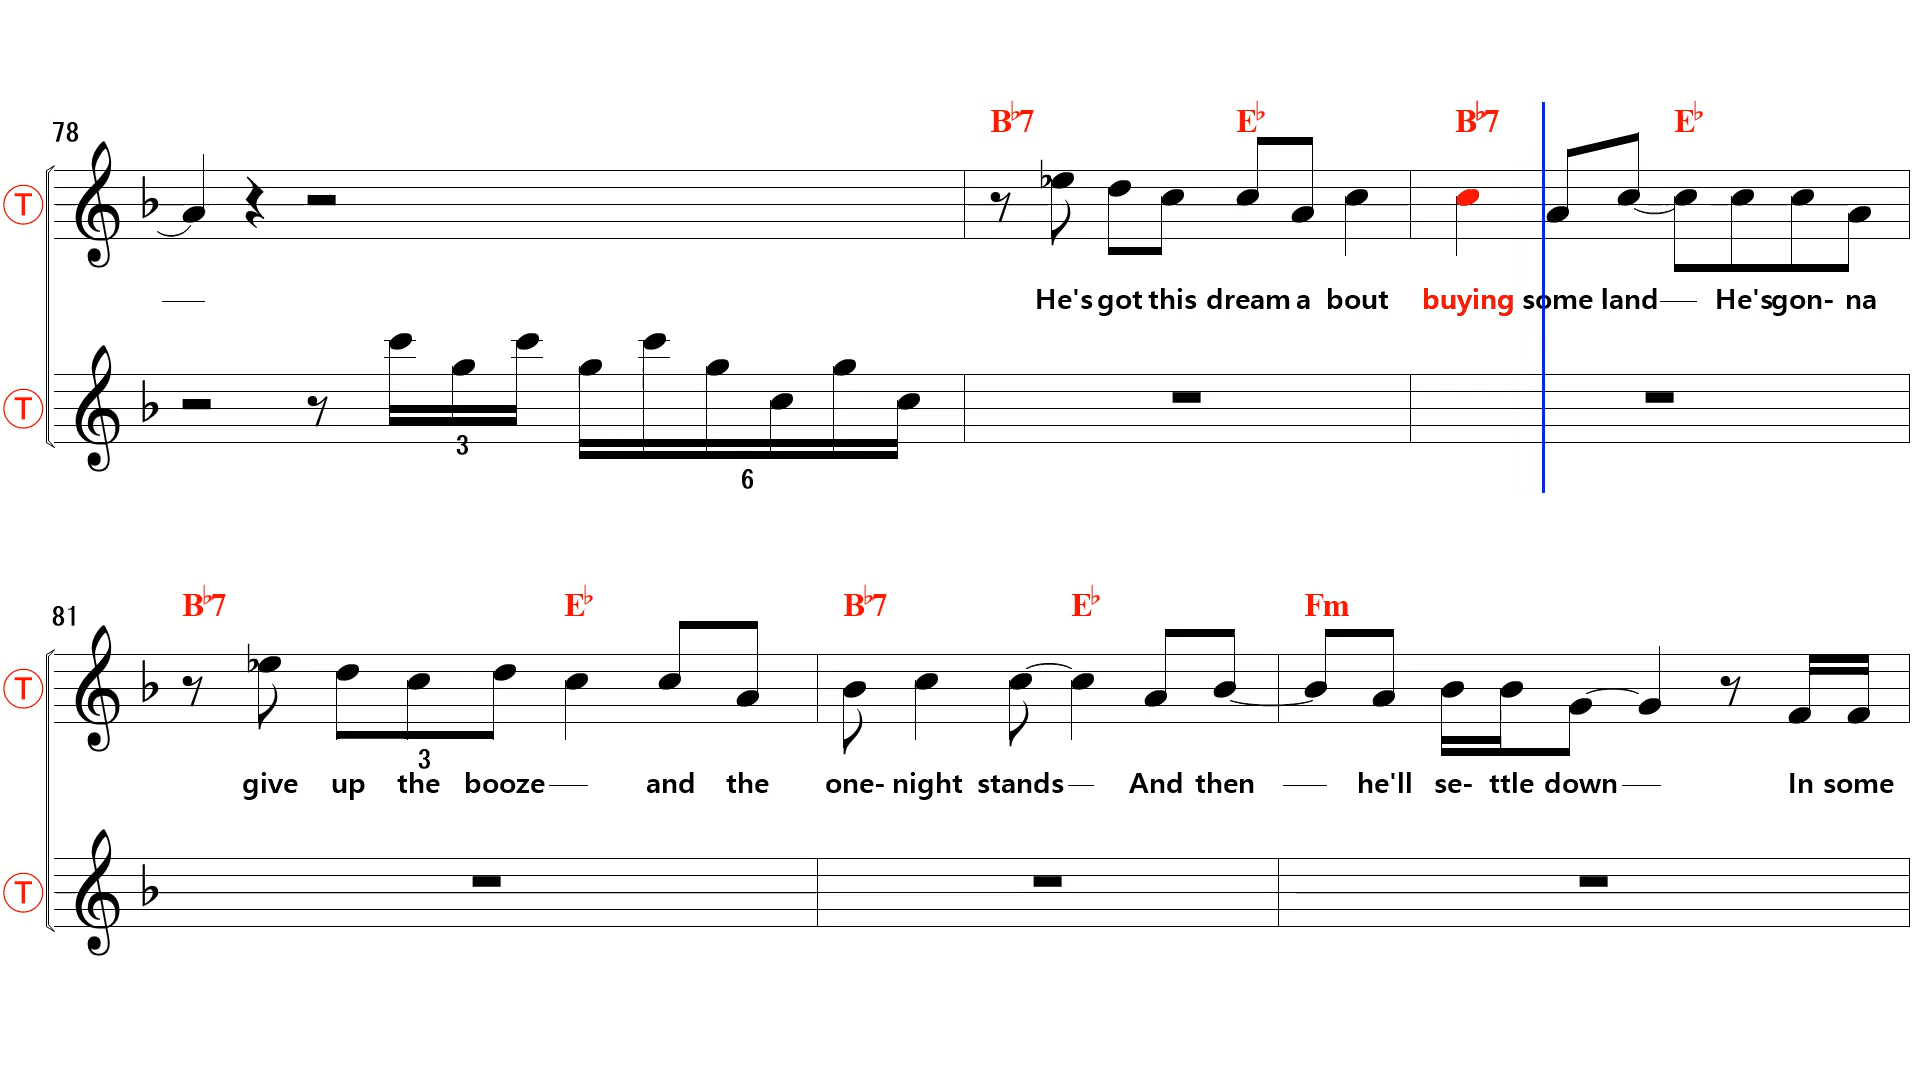 B♭7 E♭ B♭7 E♭
78
T
He's got this dream a bout buying some land He's gon- na
T
3
6
B♭7 E♭ B♭7 E♭ Fm
81
T
3
give up the booze and the one- night stands And then he'll se- ttle down In some
T